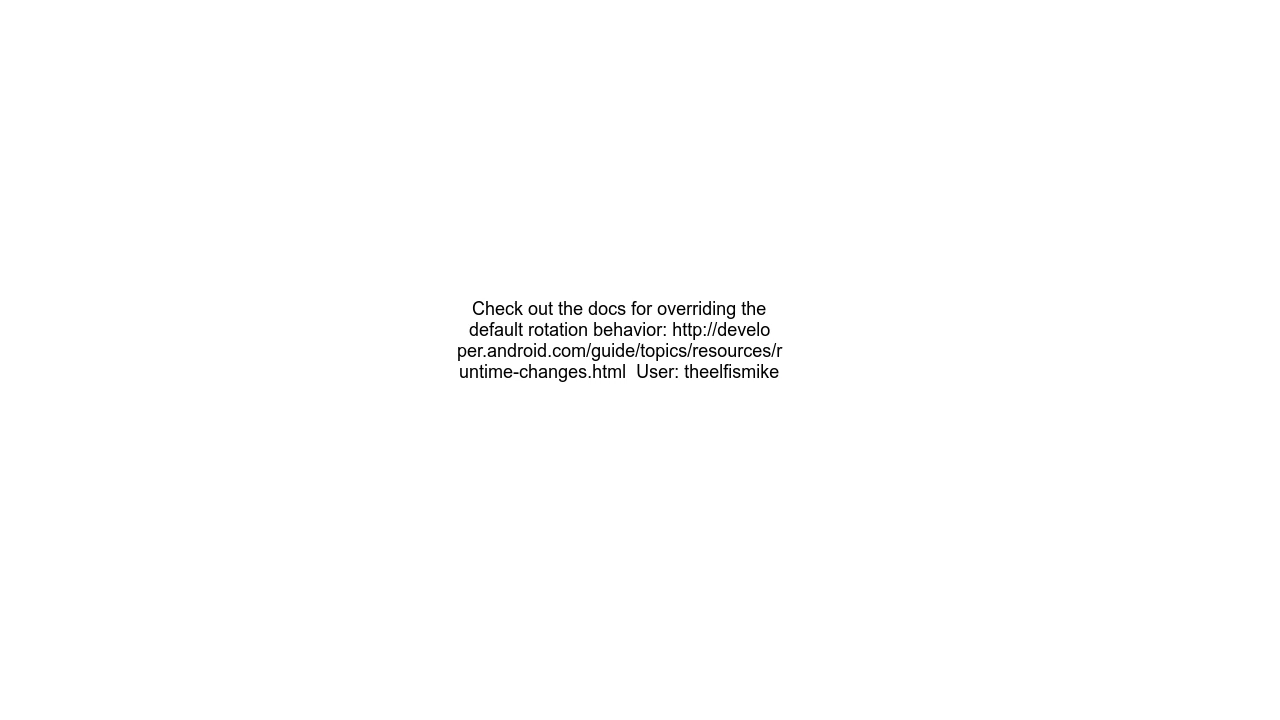 Check out the docs for overriding the
default rotation behavior: http://develo
per.android.com/guide/topics/resources/r
untime-changes.html  User: theelfismike